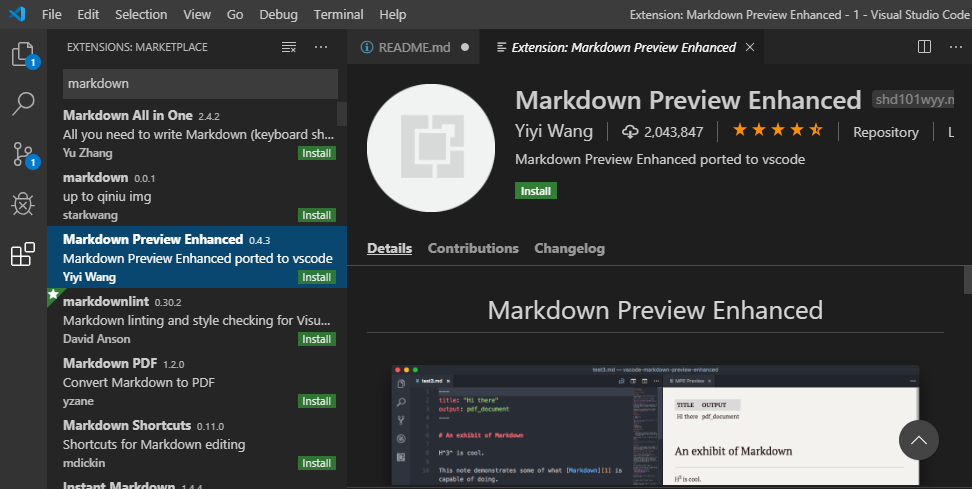 File Edit Selection View Go Debug Terminal Help Extension: Markdown Preview Enhanced - 1 - Visual Studio Code
EXTENSIONS: MARKETPLACE
markdown
Markdown All in One 2.4.2
All you need to write Markdown (keyboard sh...
Yu Zhang Install
markdown 0.0.1
up to qiniu img
starkwang Install
Markdown Preview Enhanced 0.4.3
Markdown Preview Enhanced ported to vscode
Yiyi Wang Install
markdownlint 0.30.2
Markdown linting and style checking for Visu...
David Anson Install
Markdown PDF 1.2.0
Convert Markdown to PDF
yzane Install
Markdown Shortcuts 0.11.0
Shortcuts for Markdown editing
mdickin Install
Instant Markdown 1.4.4
1
1
README.md Extension: Markdown Preview Enhanced
Markdown Preview Enhanced shd101wyy.m
Yiyi Wang 2,043,847 Repository L
Markdown Preview Enhanced ported to vscode
Install
Details Contributions Changelog
Markdown Preview Enhanced
test3.md — vscode-markdown-preview-enhanced
test3.md
---
title: "Hi there"
output: pdf_document
---
# An exhibit of Markdown
H^3^ is cool.
This note demonstrates some of what [Markdown][1] is
capable of doing.
MPE Preview
TITLE OUTPUT
Hi there pdf_document
An exhibit of Markdown
H³ is cool.